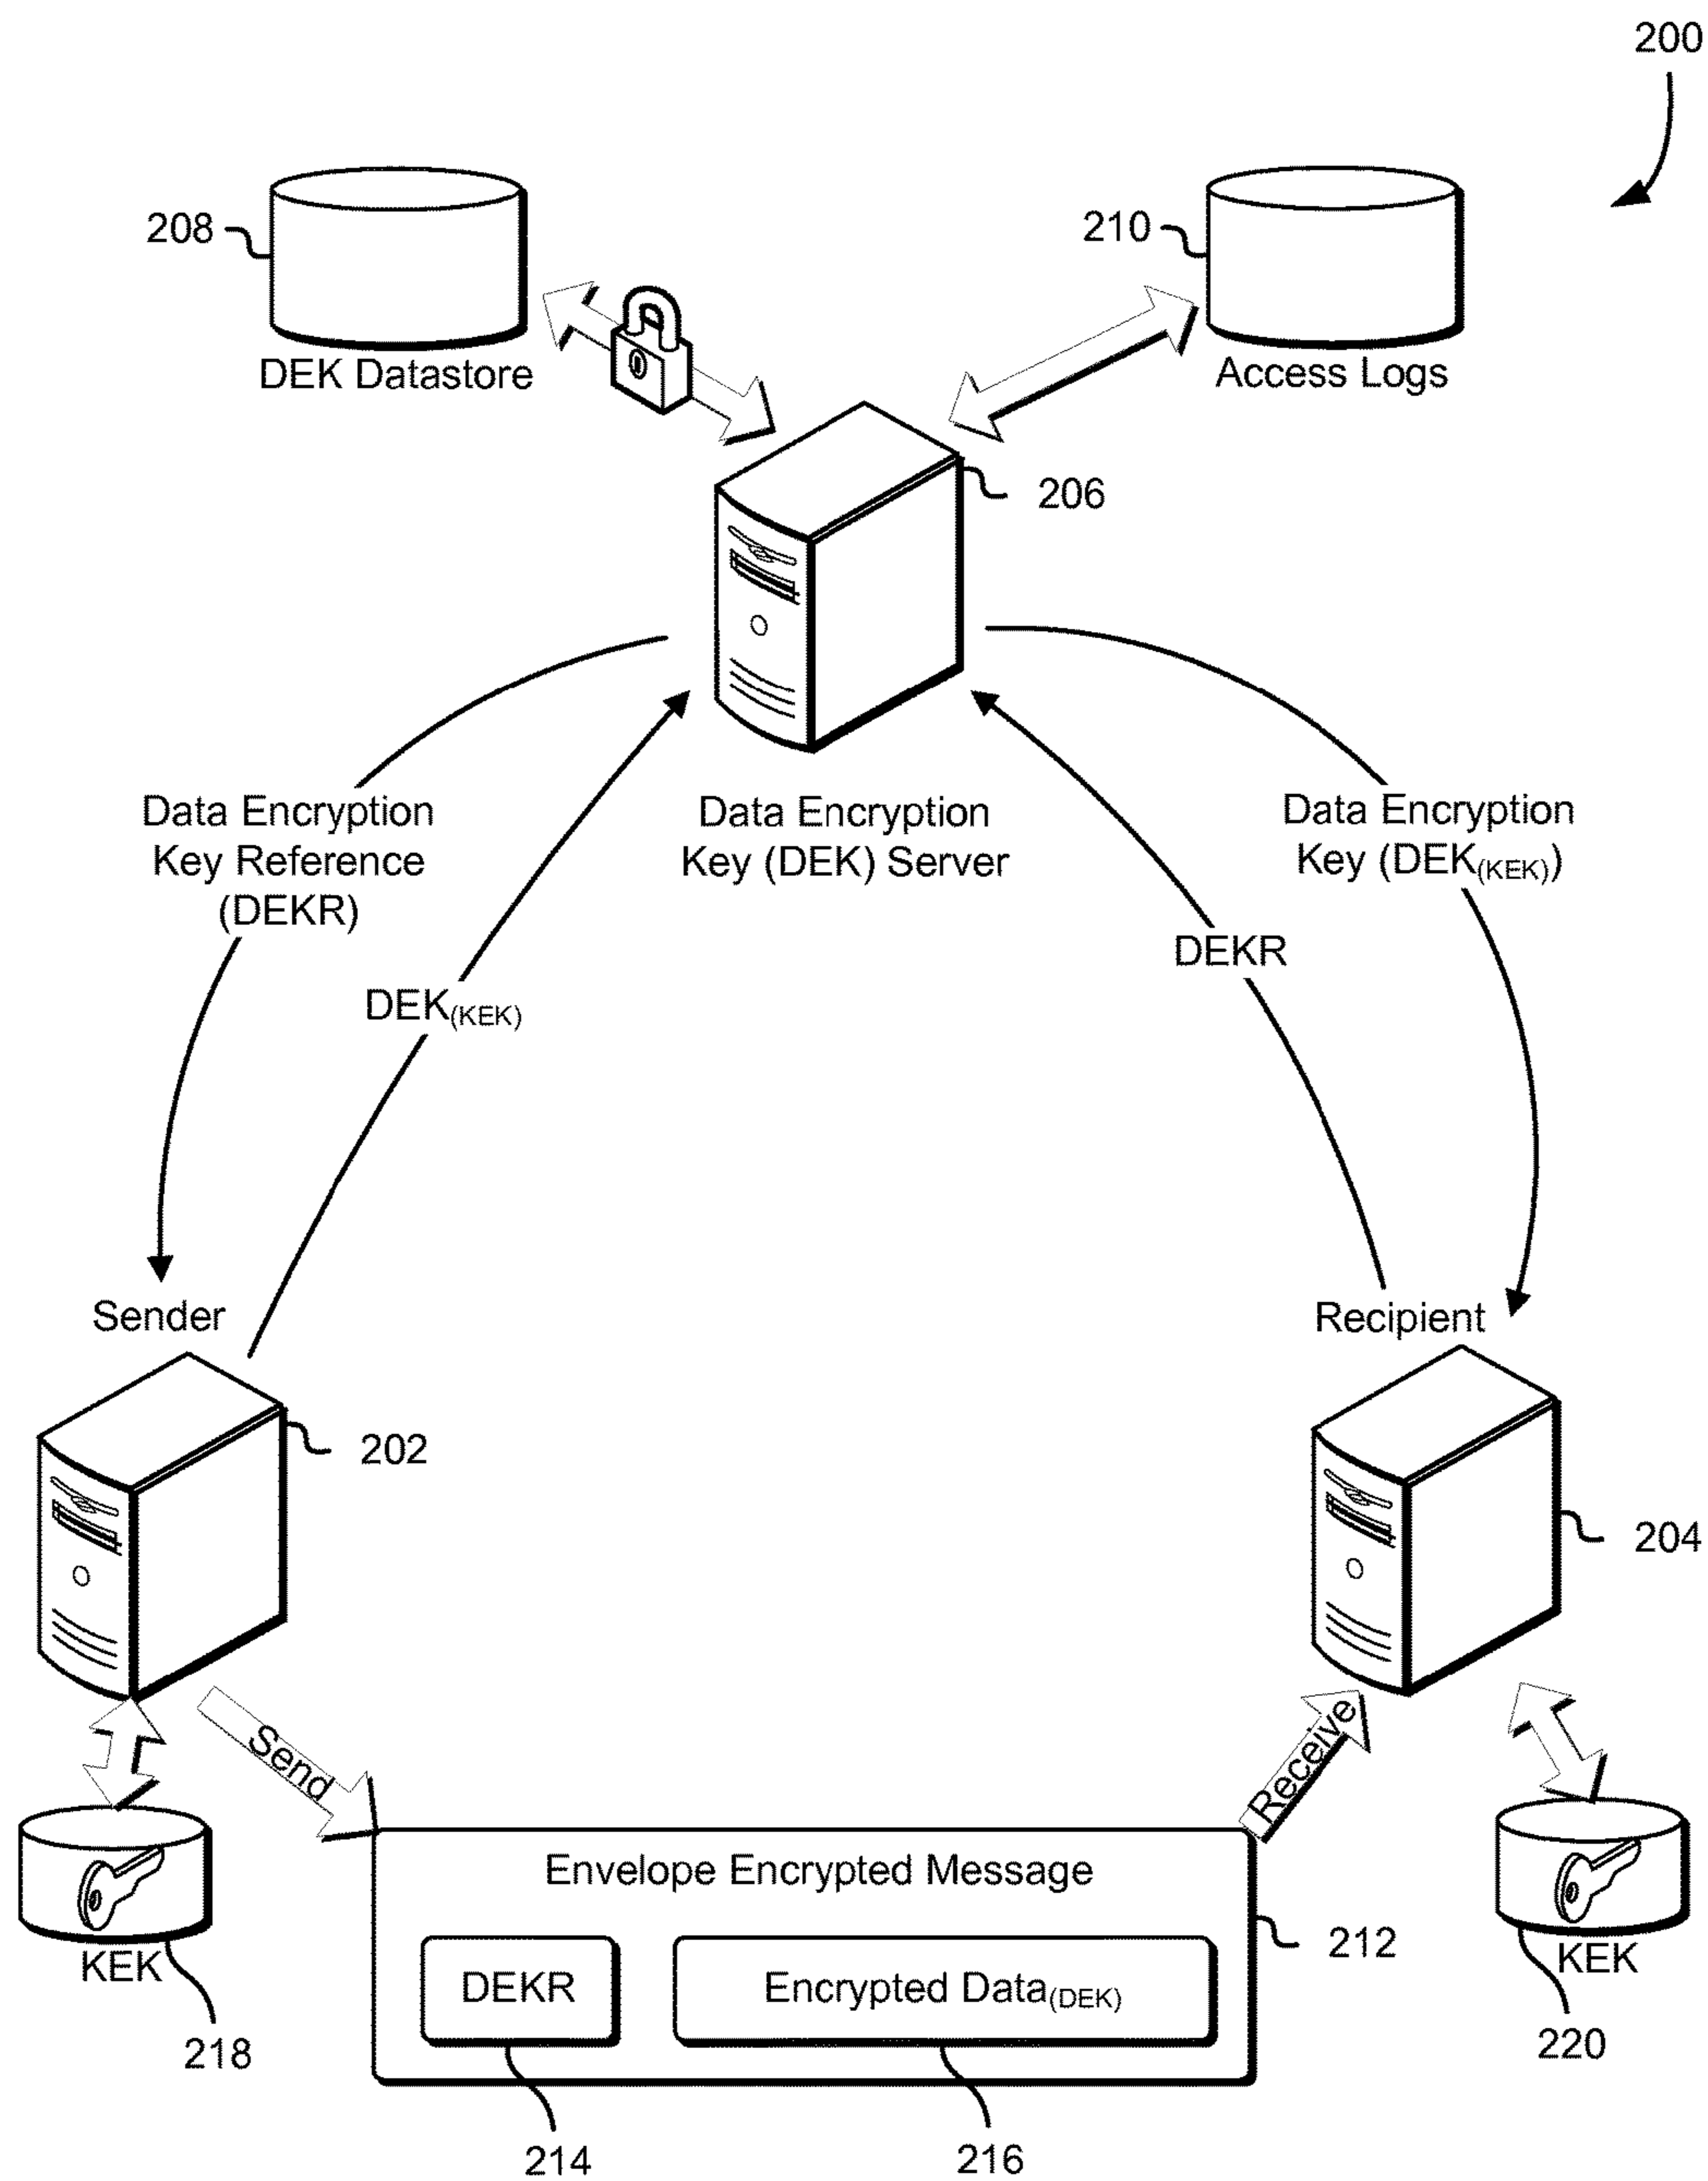 200
208
210
DEK Datastore
Access Logs
206
Data Encryption
Key Reference
(DEKR)
Data Encryption
Key (DEK) Server
Data Encryption
Key (DEK(KEK))
DEKR
DEK(KEK)
Sender
Recipient
202
204
Send
Receive
Envelope Encrypted Message
212
DEKR
Encrypted Data(DEK)
KEK
KEK
218
220
214
216